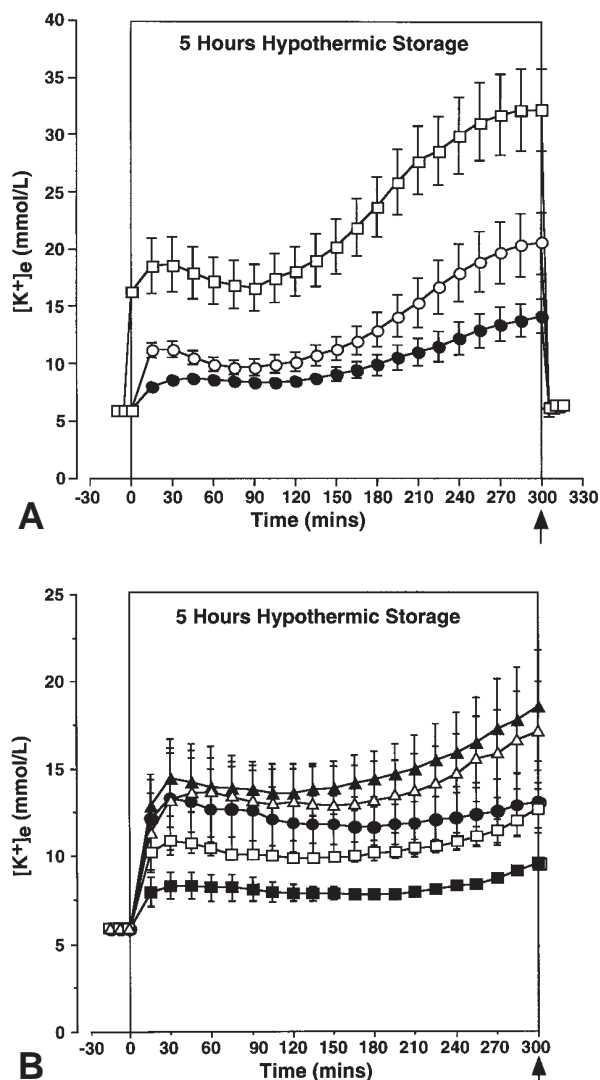 40
35
30
25
20
15
10
5
0
[K+]e (mmol/L)
5 Hours Hypothermic Storage
-30 0 30 60 90 120 150 180 210 240 270 300 330
Time (mins)
A
25
20
15
10
5
0
[K+]e (mmol/L)
5 Hours Hypothermic Storage
-30 0 30 60 90 120 150 180 210 240 270 300
Time (mins)
B